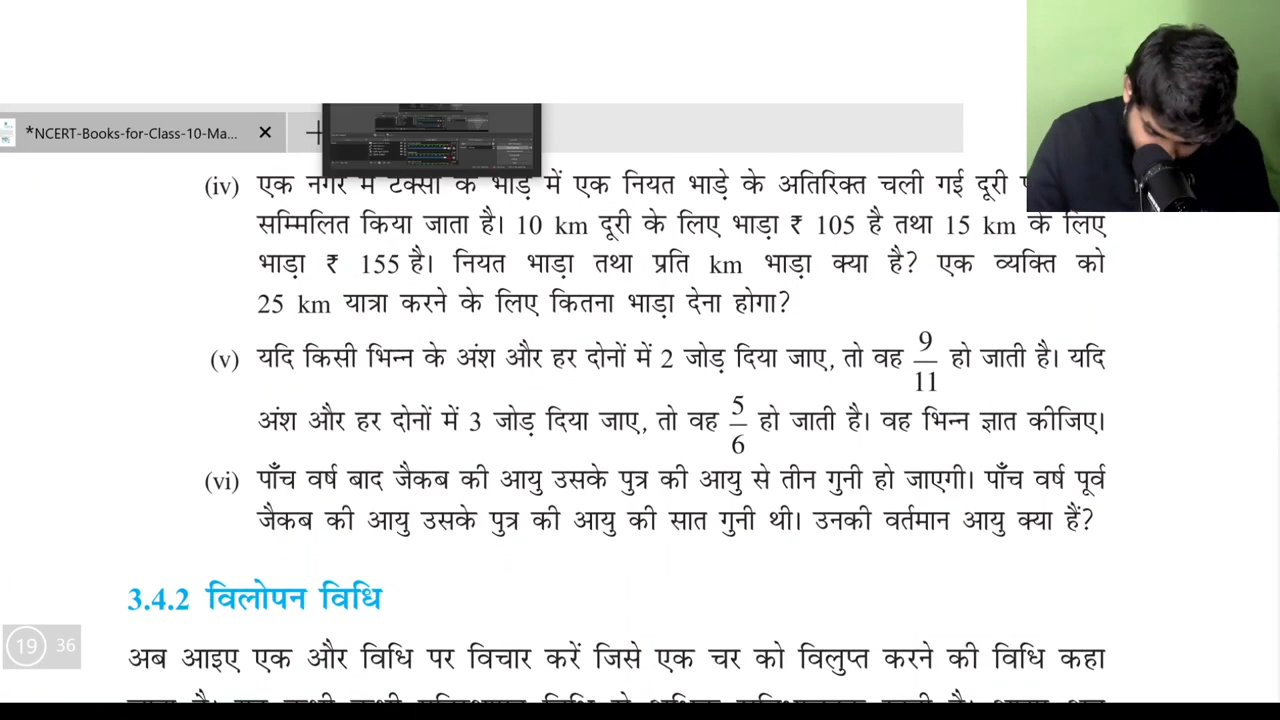 *NCERT-Books-for-Class-10-Ma...
(iv) एक नगर में टैक्सी के भाड़े में एक नियत भाड़े के अतिरिक्त चली गई दूरी
सम्मिलित किया जाता है। 10 km दूरी के लिए भाड़ा ₹ 105 है तथा 15 km के लिए
भाड़ा ₹ 155 है। नियत भाड़ा तथा प्रति km भाड़ा क्या है? एक व्यक्ति को
25 km यात्रा करने के लिए कितना भाड़ा देना होगा?
(v) यदि किसी भिन्न के अंश और हर दोनों में 2 जोड़ दिया जाए, तो वह 9/11 हो जाती है। यदि
अंश और हर दोनों में 3 जोड़ दिया जाए, तो वह 5/6 हो जाती है। वह भिन्न ज्ञात कीजिए।
(vi) पाँच वर्ष बाद जैकब की आयु उसके पुत्र की आयु से तीन गुनी हो जाएगी। पाँच वर्ष पूर्व
जैकब की आयु उसके पुत्र की आयु की सात गुनी थी। उनकी वर्तमान आयु क्या हैं?
3.4.2 विलोपन विधि
19 36
अब आइए एक और विधि पर विचार करें जिसे एक चर को विलुप्त करने की विधि कहा